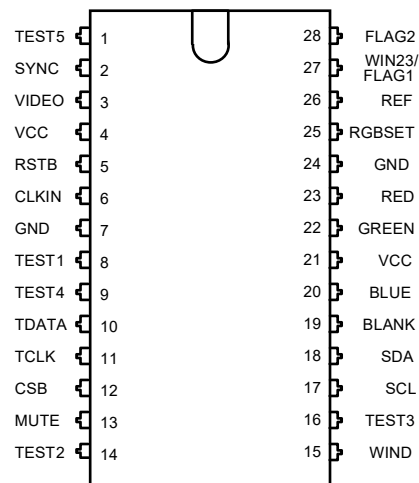 TEST5 1 28 FLAG2
SYNC 2 27 WIN23/
FLAG1
VIDEO 3 26 REF
VCC 4 25 RGBSET
RSTB 5 24 GND
CLKIN 6 23 RED
GND 7 22 GREEN
TEST1 8 21 VCC
TEST4 9 20 BLUE
TDATA 10 19 BLANK
TCLK 11 18 SDA
CSB 12 17 SCL
MUTE 13 16 TEST3
TEST2 14 15 WIND